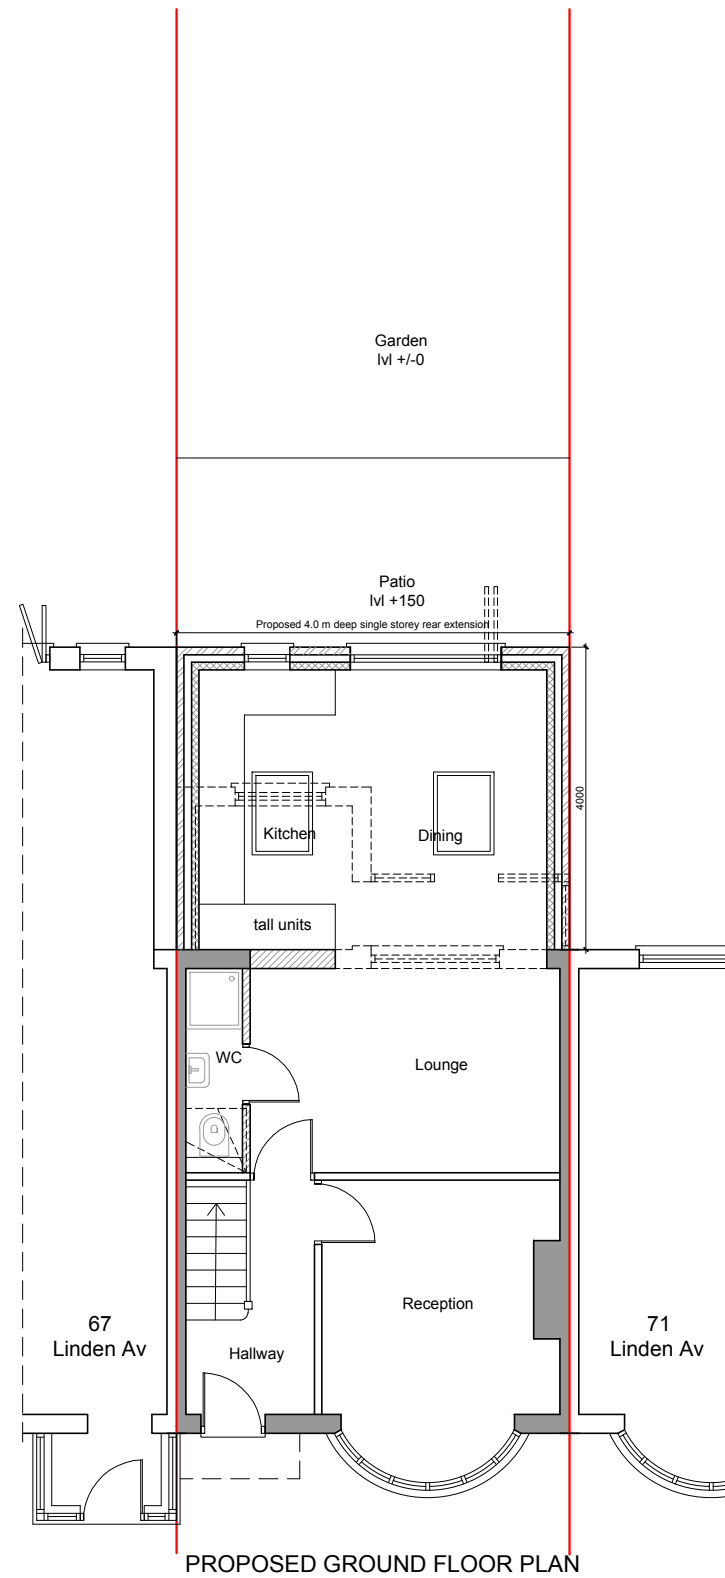 Garden
lvl +/-0
Patio
lvl +150
Proposed 4.0 m deep single storey rear extension
4000
Kitchen
Dining
tall units
WC
Lounge
Reception
67
Linden Av
71
Linden Av
Hallway
PROPOSED GROUND FLOOR PLAN